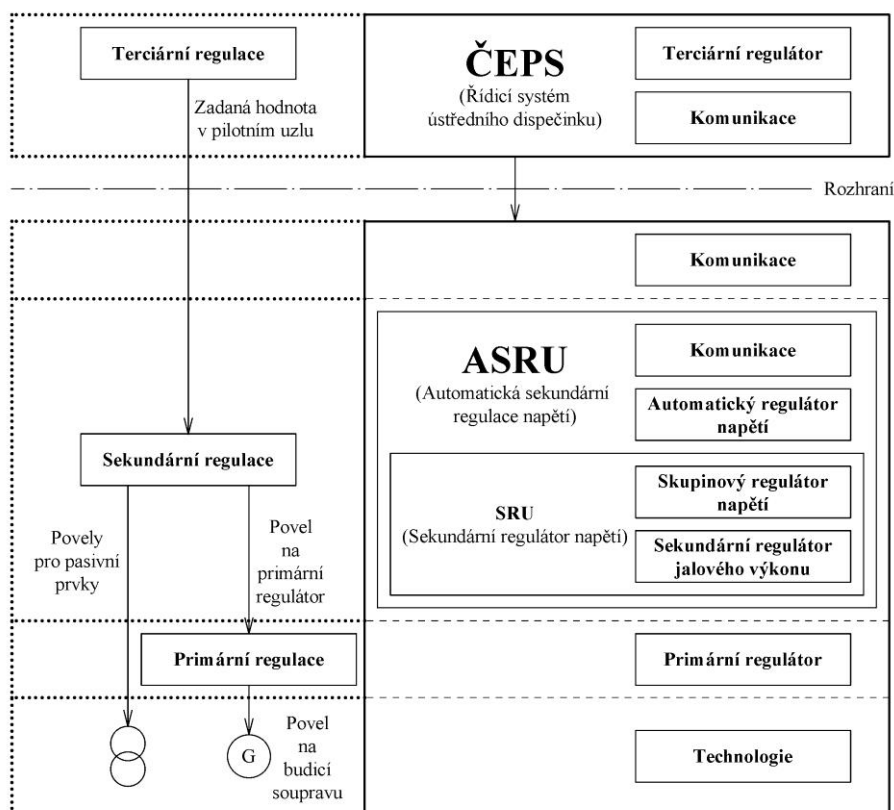 Terciární regulace
Zadaná hodnota
v pilotním uzlu
ČEPS
(Řídicí systém
ústředního dispečinku)
Terciární regulátor
Komunikace
Rozhraní
Komunikace
ASRU
(Automatická sekundární
regulace napětí)
Komunikace
Automatický regulátor
napětí
Sekundární regulace
SRU
(Sekundární regulátor napětí)
Skupinový regulátor
napětí
Sekundární regulátor
jalového výkonu
Povely
pro pasivní
prvky
Povel
na
primární
regulátor
Primární regulace
Primární regulátor
G
Povel
na
budicí
soupravu
Technologie